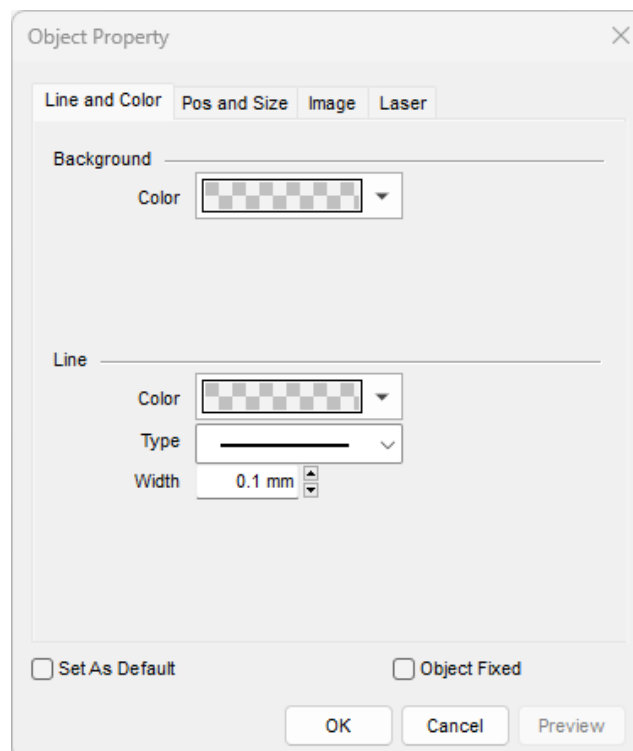 Object Property
Line and Color Pos and Size Image Laser
Background
Color
Line
Color
Type
Width 0.1 mm
Set As Default Object Fixed
OK Cancel Preview